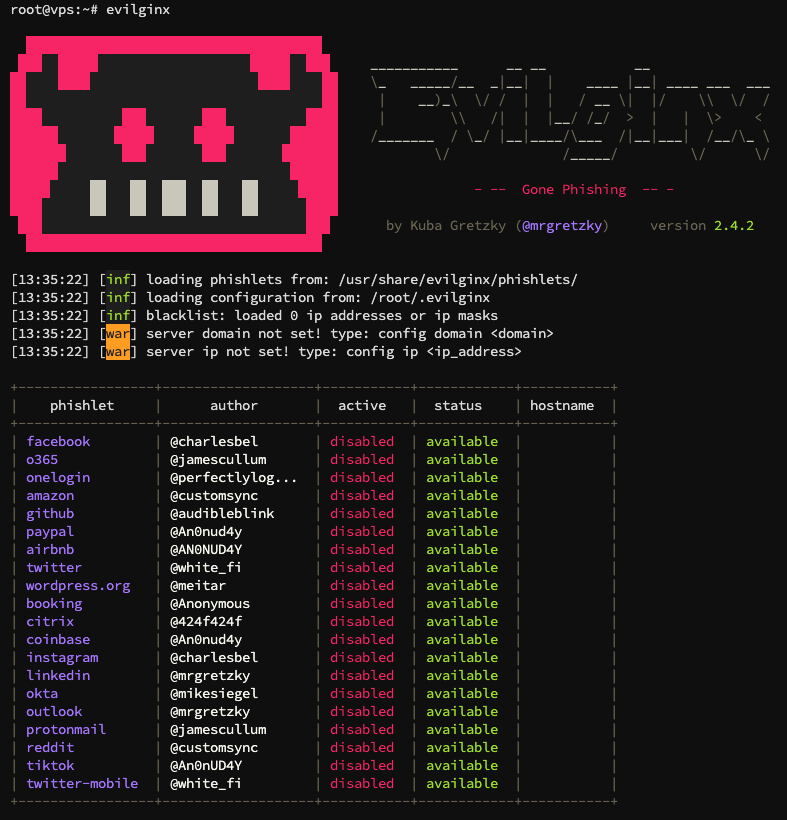 root@vps:~# evilginx
- --  Gone Phishing  -- -
by Kuba Gretzky (@mrgretzky)     version 2.4.2
[13:35:22] [inf] loading phishlets from: /usr/share/evilginx/phishlets/
[13:35:22] [inf] loading configuration from: /root/.evilginx
[13:35:22] [inf] blacklist: loaded 0 ip addresses or ip masks
[13:35:22] [war] server domain not set! type: config domain <domain>
[13:35:22] [war] server ip not set! type: config ip <ip_address>
| phishlet | author | active | status | hostname |
| facebook | @charlesbel | disabled | available | |
| o365 | @jamescullum | disabled | available | |
| onelogin | @perfectlylog... | disabled | available | |
| amazon | @customsync | disabled | available | |
| github | @audibleblink | disabled | available | |
| paypal | @An0nud4y | disabled | available | |
| airbnb | @AN0NUD4Y | disabled | available | |
| twitter | @white_fi | disabled | available | |
| wordpress.org | @meitar | disabled | available | |
| booking | @Anonymous | disabled | available | |
| citrix | @424f424f | disabled | available | |
| coinbase | @An0nud4y | disabled | available | |
| instagram | @charlesbel | disabled | available | |
| linkedin | @mrgretzky | disabled | available | |
| okta | @mikesiegel | disabled | available | |
| outlook | @mrgretzky | disabled | available | |
| protonmail | @jamescullum | disabled | available | |
| reddit | @customsync | disabled | available | |
| tiktok | @An0nUD4Y | disabled | available | |
| twitter-mobile | @white_fi | disabled | available | |